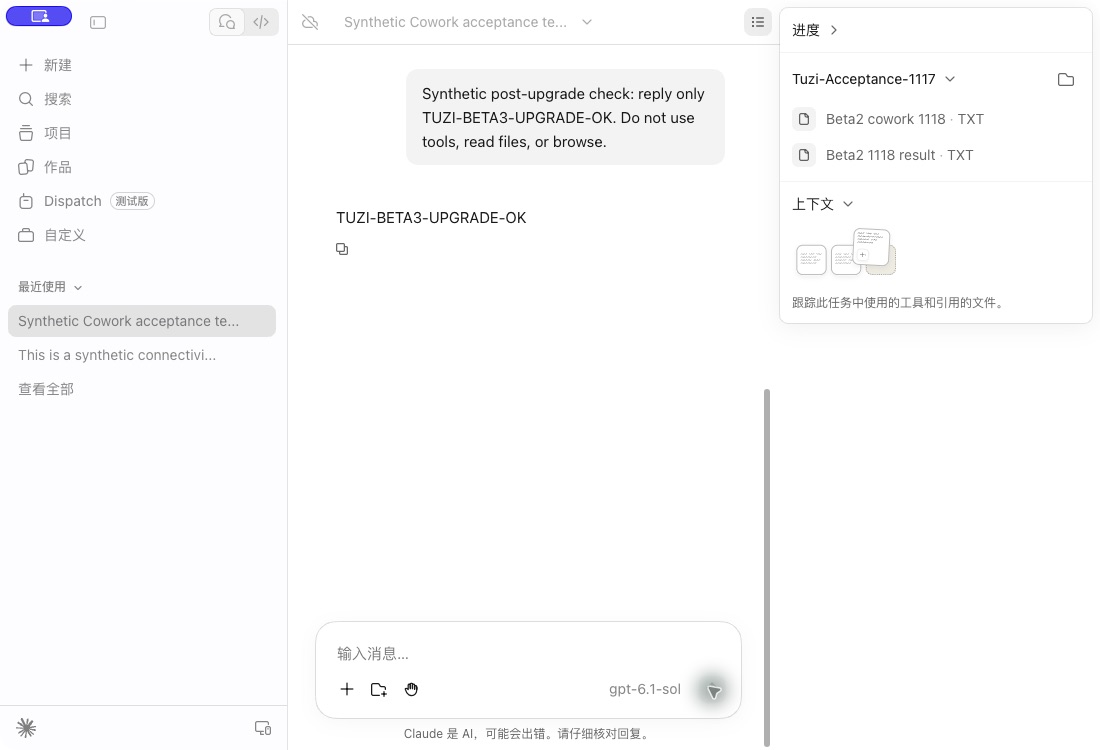 新建
搜索
项目
作品
Dispatch 测试版
自定义
最近使用
Synthetic Cowork acceptance te...
This is a synthetic connectivi...
查看全部
Synthetic Cowork acceptance te...
Synthetic post-upgrade check: reply only
TUZI-BETA3-UPGRADE-OK. Do not use
tools, read files, or browse.
TUZI-BETA3-UPGRADE-OK
输入消息...
gpt-6.1-sol
Claude 是 AI，可能会出错。请仔细核对回复。
进度
Tuzi-Acceptance-1117
Beta2 cowork 1118 · TXT
Beta2 1118 result · TXT
上下文
跟踪此任务中使用的工具和引用的文件。